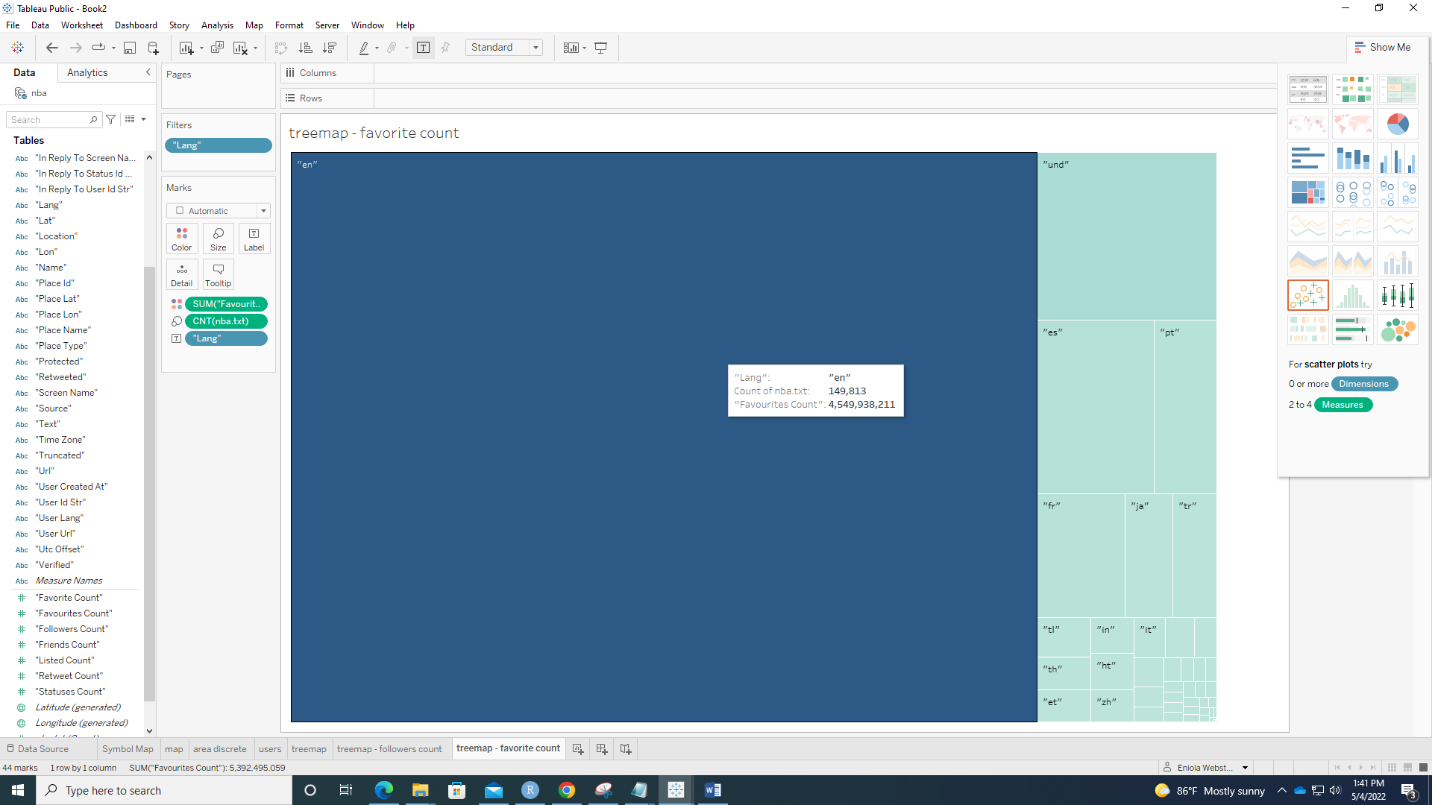 Tableau Public - Book2
File Data Worksheet Dashboard Story Analysis Map Format Server Window Help
Standard
Show Me
Data Analytics
nba
Search
Tables
"In Reply To Screen Na...
"In Reply To Status Id ...
"In Reply To User Id Str"
"Lang"
"Lat"
"Location"
"Lon"
"Name"
"Place Id"
"Place Lat"
"Place Lon"
"Place Name"
"Place Type"
"Protected"
"Retweeted"
"Screen Name"
"Source"
"Text"
"Time Zone"
"Truncated"
"Url"
"User Created At"
"User Id Str"
"User Lang"
"User Url"
"Utc Offset"
"Verified"
Measure Names
"Favorite Count"
"Favourites Count"
"Followers Count"
"Friends Count"
"Listed Count"
"Retweet Count"
"Statuses Count"
Latitude (generated)
Longitude (generated)
Pages
Filters
"Lang"
Marks
Automatic
Color Size Label
Detail Tooltip
SUM("Favourit..
CNT(nba.txt)
"Lang"
Columns
Rows
treemap - favorite count
"en"
"und"
"es" "pt"
"fr" "ja" "tr"
"tl" "in" "it"
"th" "ht"
"et" "zh"
"Lang": "en"
Count of nba.txt: 149,813
"Favourites Count": 4,549,938,211
For scatter plots try
0 or more Dimensions
2 to 4 Measures
Data Source Symbol Map map area discrete users treemap treemap - followers count treemap - favorite count
44 marks 1 row by 1 column SUM("Favourites Count"): 5,392,495,059
Eniola Webst...
Type here to search
86°F Mostly sunny
1:41 PM
5/4/2022
3